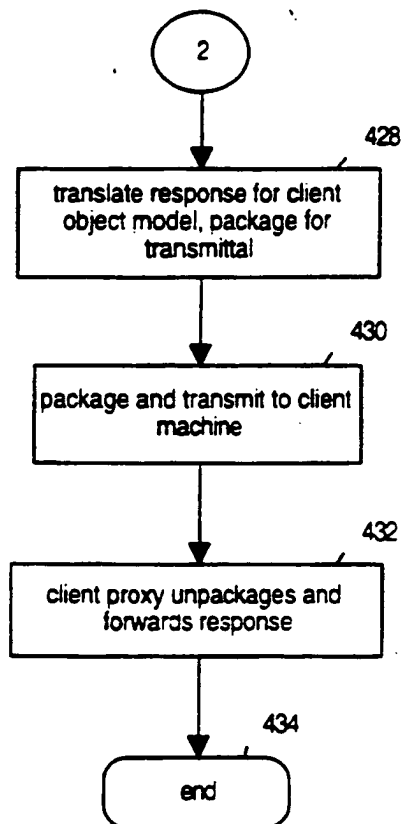 2
428
translate response for client
object model, package for
transmittal
430
package and transmit to client
machine
432
client proxy unpackages and
forwards response
434
end